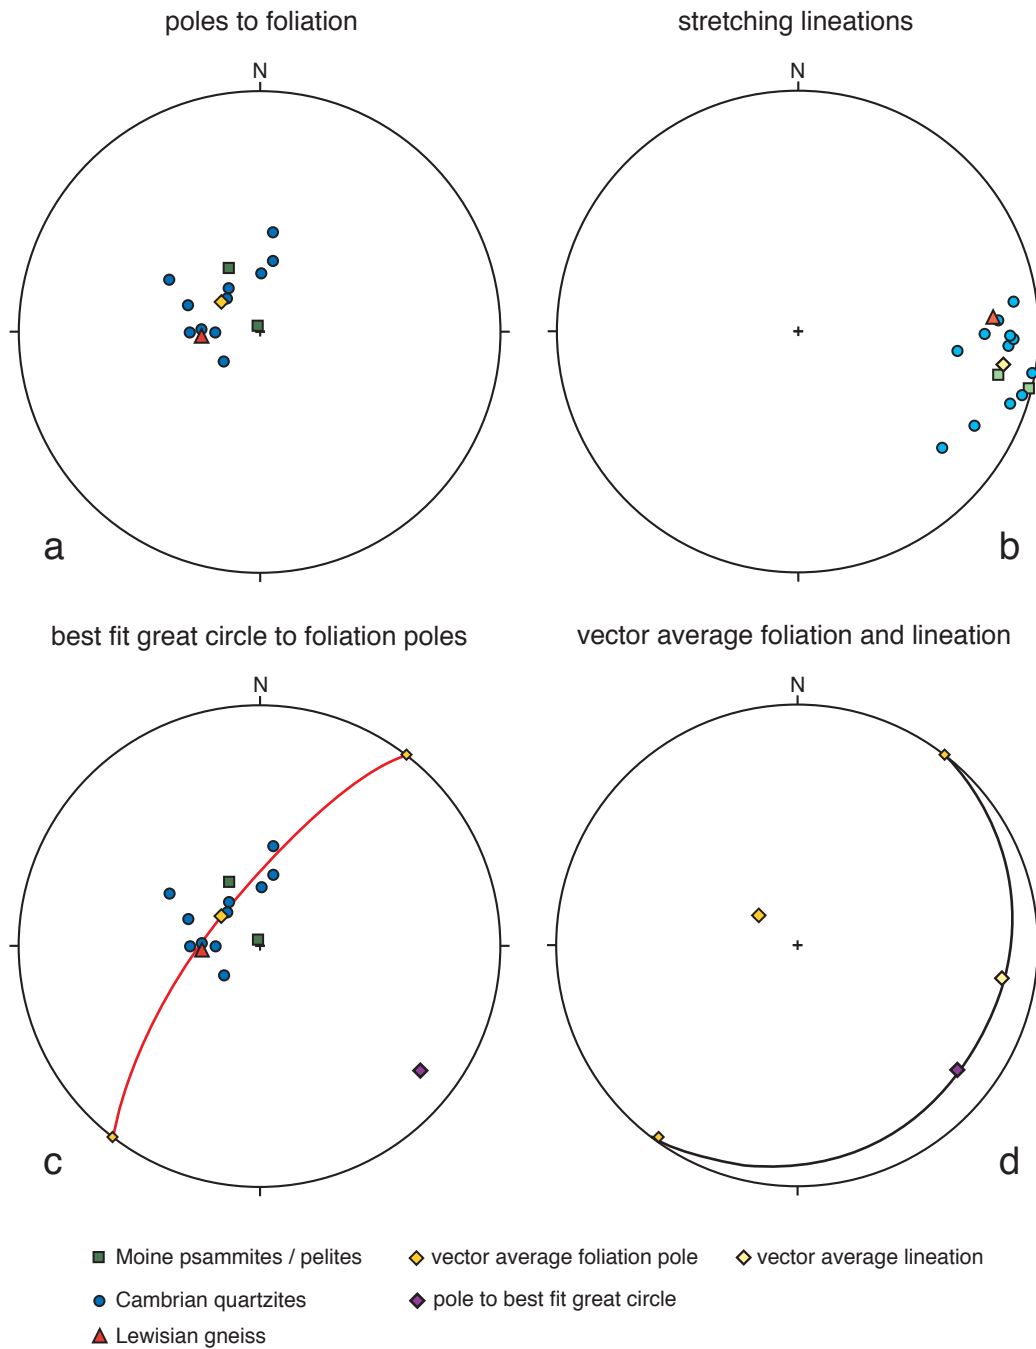 poles to foliation
stretching lineations
N
N
a
b
best fit great circle to foliation poles
vector average foliation and lineation
N
N
c
d
Moine psammites / pelites
vector average foliation pole
vector average lineation
Cambrian quartzites
pole to best fit great circle
Lewisian gneiss